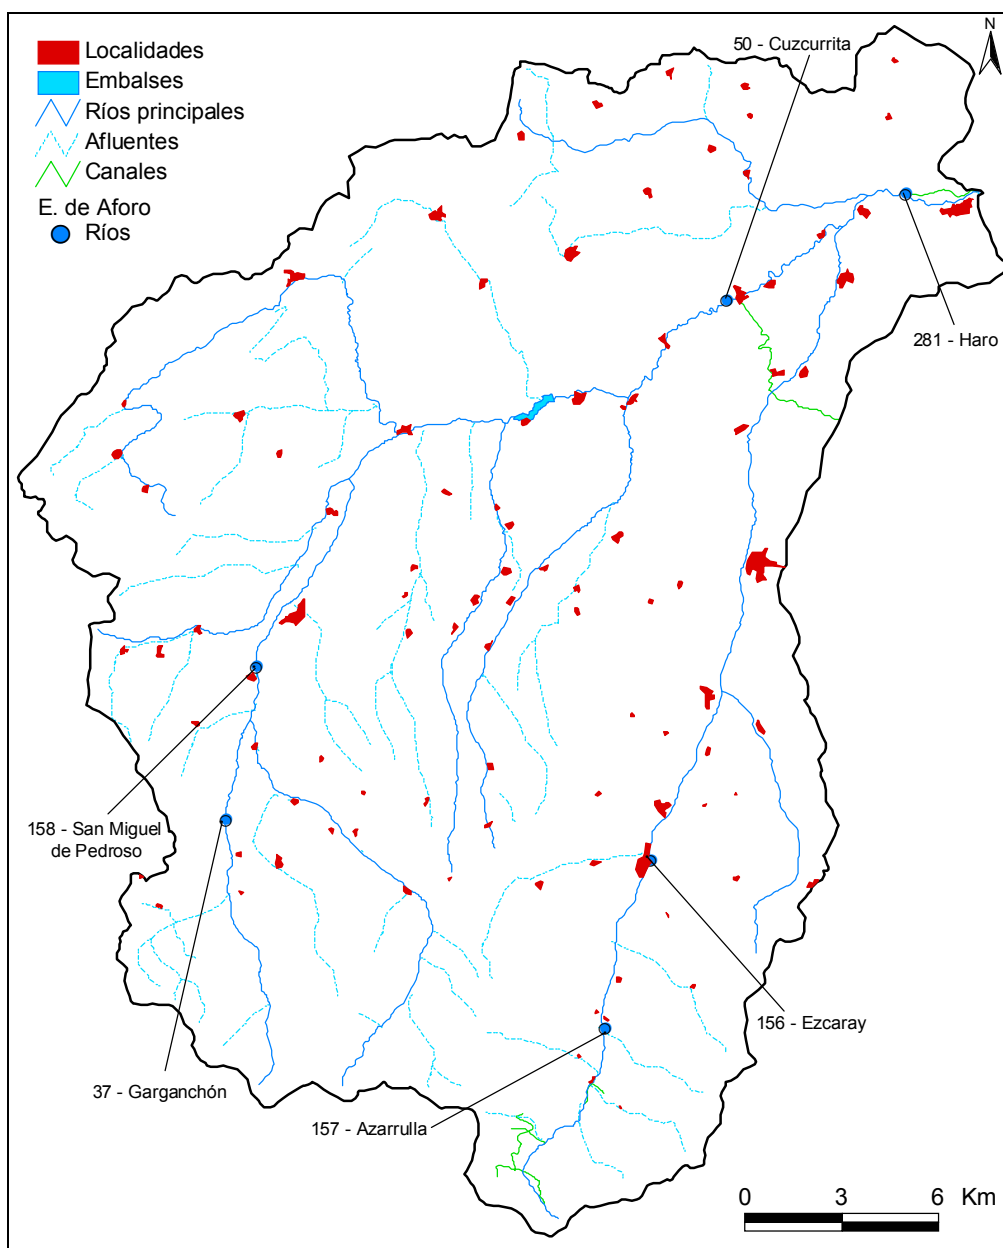 N
50 - Cuzcurrita
Localidades
Embalses
Ríos principales
Afluentes
Canales
E. de Aforo
Ríos
281 - Haro
158 - San Miguel
de Pedroso
156 - Ezcaray
37 - Garganchón
157 - Azarrulla
0 3 6 Km